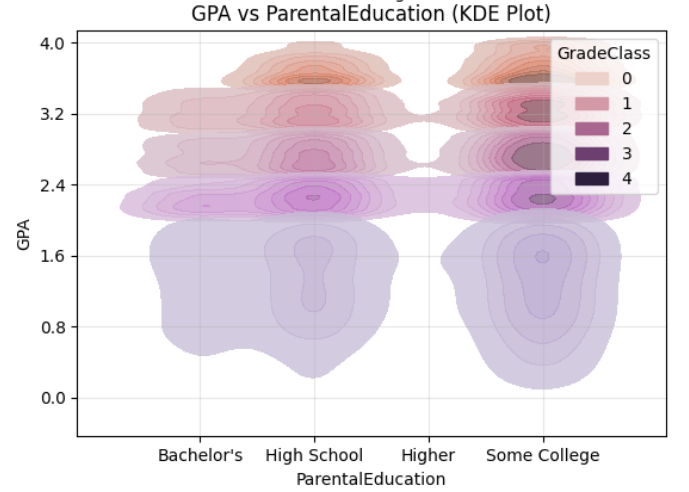 GPA vs ParentalEducation (KDE Plot)
4.0
3.2
2.4
1.6
0.8
0.0
GPA
GradeClass
0
1
2
3
4
Bachelor's
High School
Higher
Some College
ParentalEducation